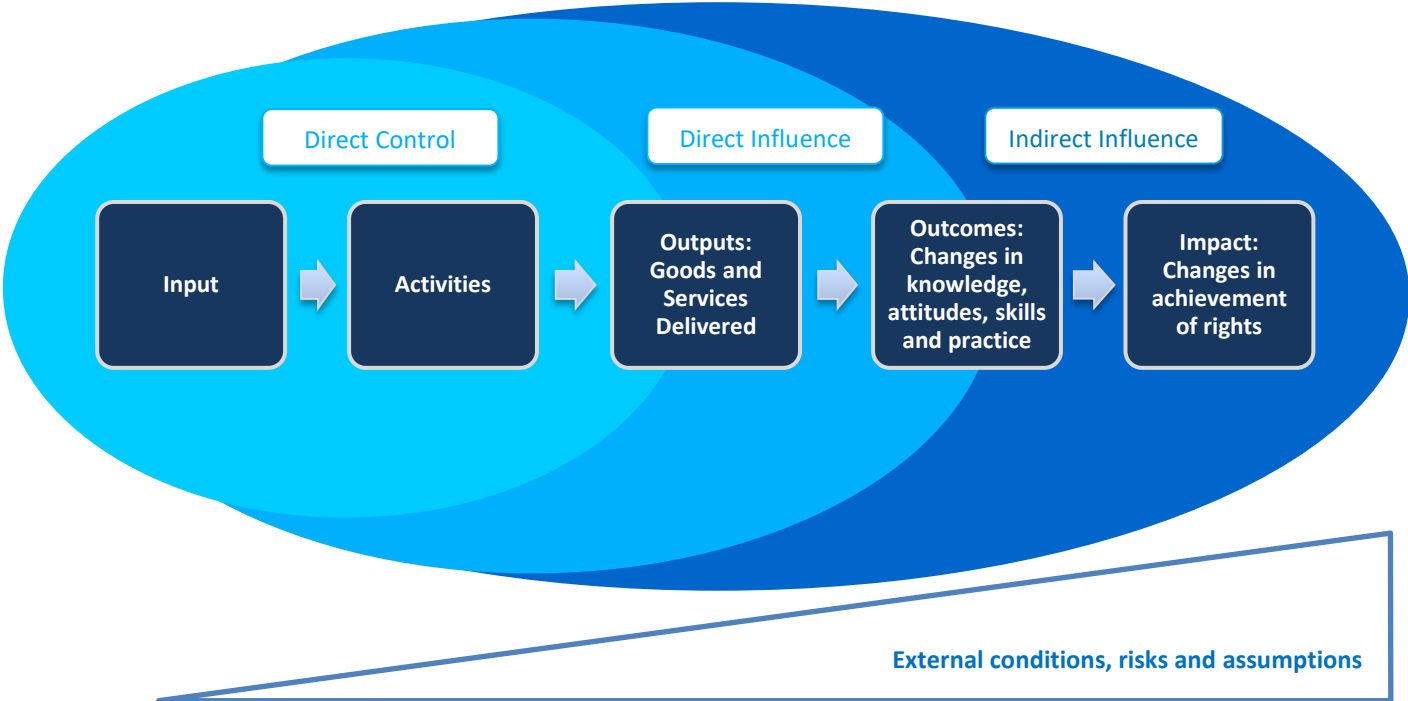 Direct Control
Direct Influence
Indirect Influence
Input
Activities
Outputs:
Goods and
Services
Delivered
Outcomes:
Changes in
knowledge,
attitudes, skills
and practice
Impact:
Changes in
achievement
of rights
External conditions, risks and assumptions